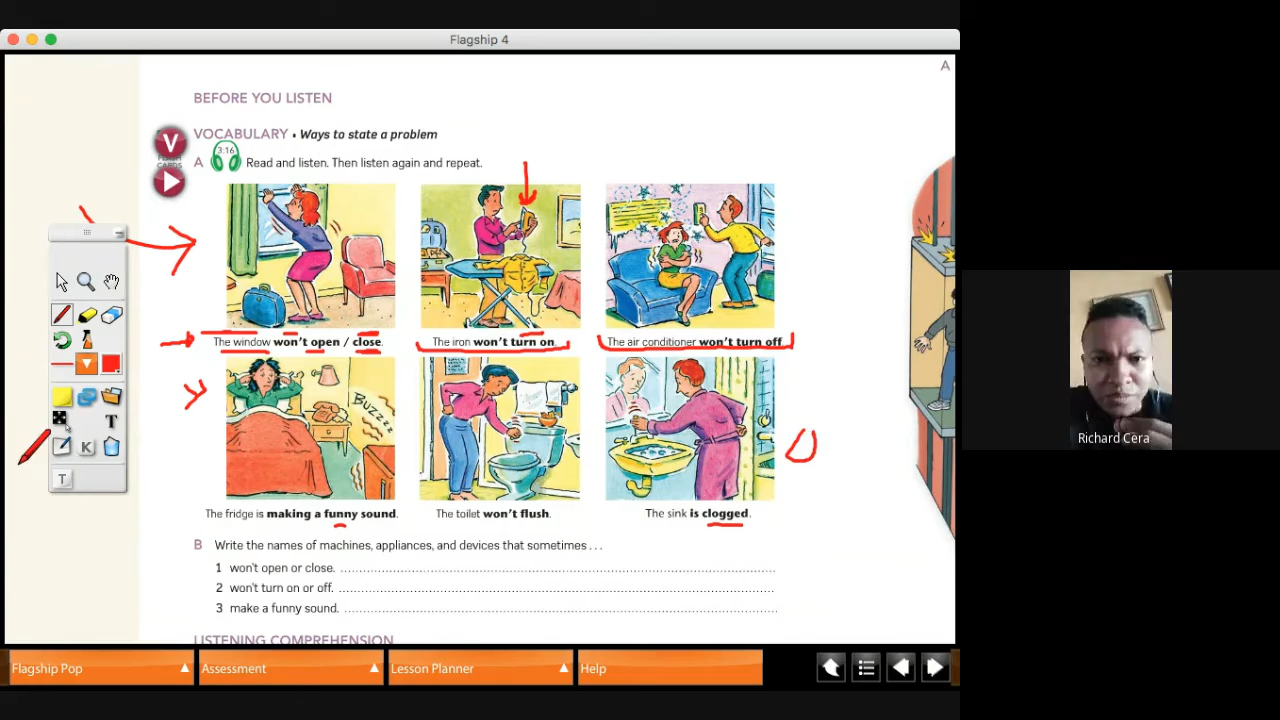 Flagship 4
A
BEFORE YOU LISTEN
VOCABULARY • Ways to state a problem
V
CARDS
A 3:16 Read and listen. Then listen again and repeat.
The window won't open / close.
The iron won't turn on.
The air conditioner won't turn off.
BUZZZZ
The fridge is making a funny sound.
The toilet won't flush.
The sink is clogged.
T
K
T
B Write the names of machines, appliances, and devices that sometimes . . .
1 won't open or close.
2 won't turn on or off.
3 make a funny sound.
LISTENING COMPREHENSION
Flagship Pop
Assessment
Lesson Planner
Help
Richard Cera